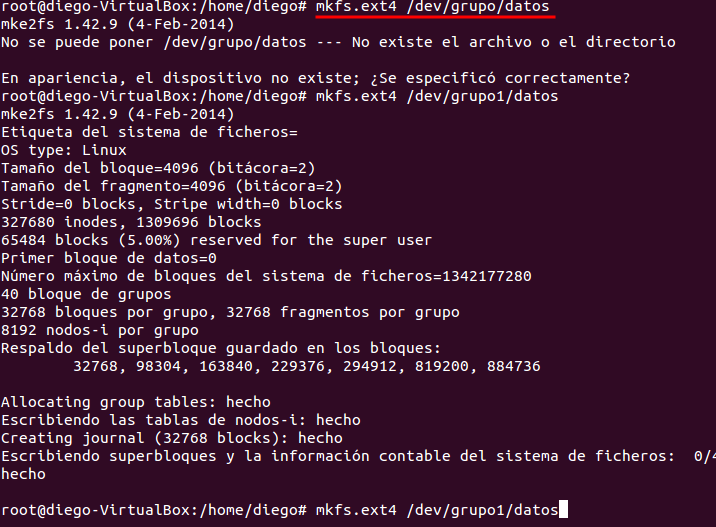 root@diego-VirtualBox:/home/diego# mkfs.ext4 /dev/grupo/datos
mke2fs 1.42.9 (4-Feb-2014)
No se puede poner /dev/grupo/datos --- No existe el archivo o el directorio
En apariencia, el dispositivo no existe; ¿Se especificó correctamente?
root@diego-VirtualBox:/home/diego# mkfs.ext4 /dev/grupo1/datos
mke2fs 1.42.9 (4-Feb-2014)
Etiqueta del sistema de ficheros=
OS type: Linux
Tamaño del bloque=4096 (bitácora=2)
Tamaño del fragmento=4096 (bitácora=2)
Stride=0 blocks, Stripe width=0 blocks
327680 inodes, 1309696 blocks
65484 blocks (5.00%) reserved for the super user
Primer bloque de datos=0
Número máximo de bloques del sistema de ficheros=1342177280
40 bloque de grupos
32768 bloques por grupo, 32768 fragmentos por grupo
8192 nodos-i por grupo
Respaldo del superbloque guardado en los bloques:
32768, 98304, 163840, 229376, 294912, 819200, 884736
Allocating group tables: hecho
Escribiendo las tablas de nodos-i: hecho
Creating journal (32768 blocks): hecho
Escribiendo superbloques y la información contable del sistema de ficheros:  0/4
hecho
root@diego-VirtualBox:/home/diego# mkfs.ext4 /dev/grupo1/datos